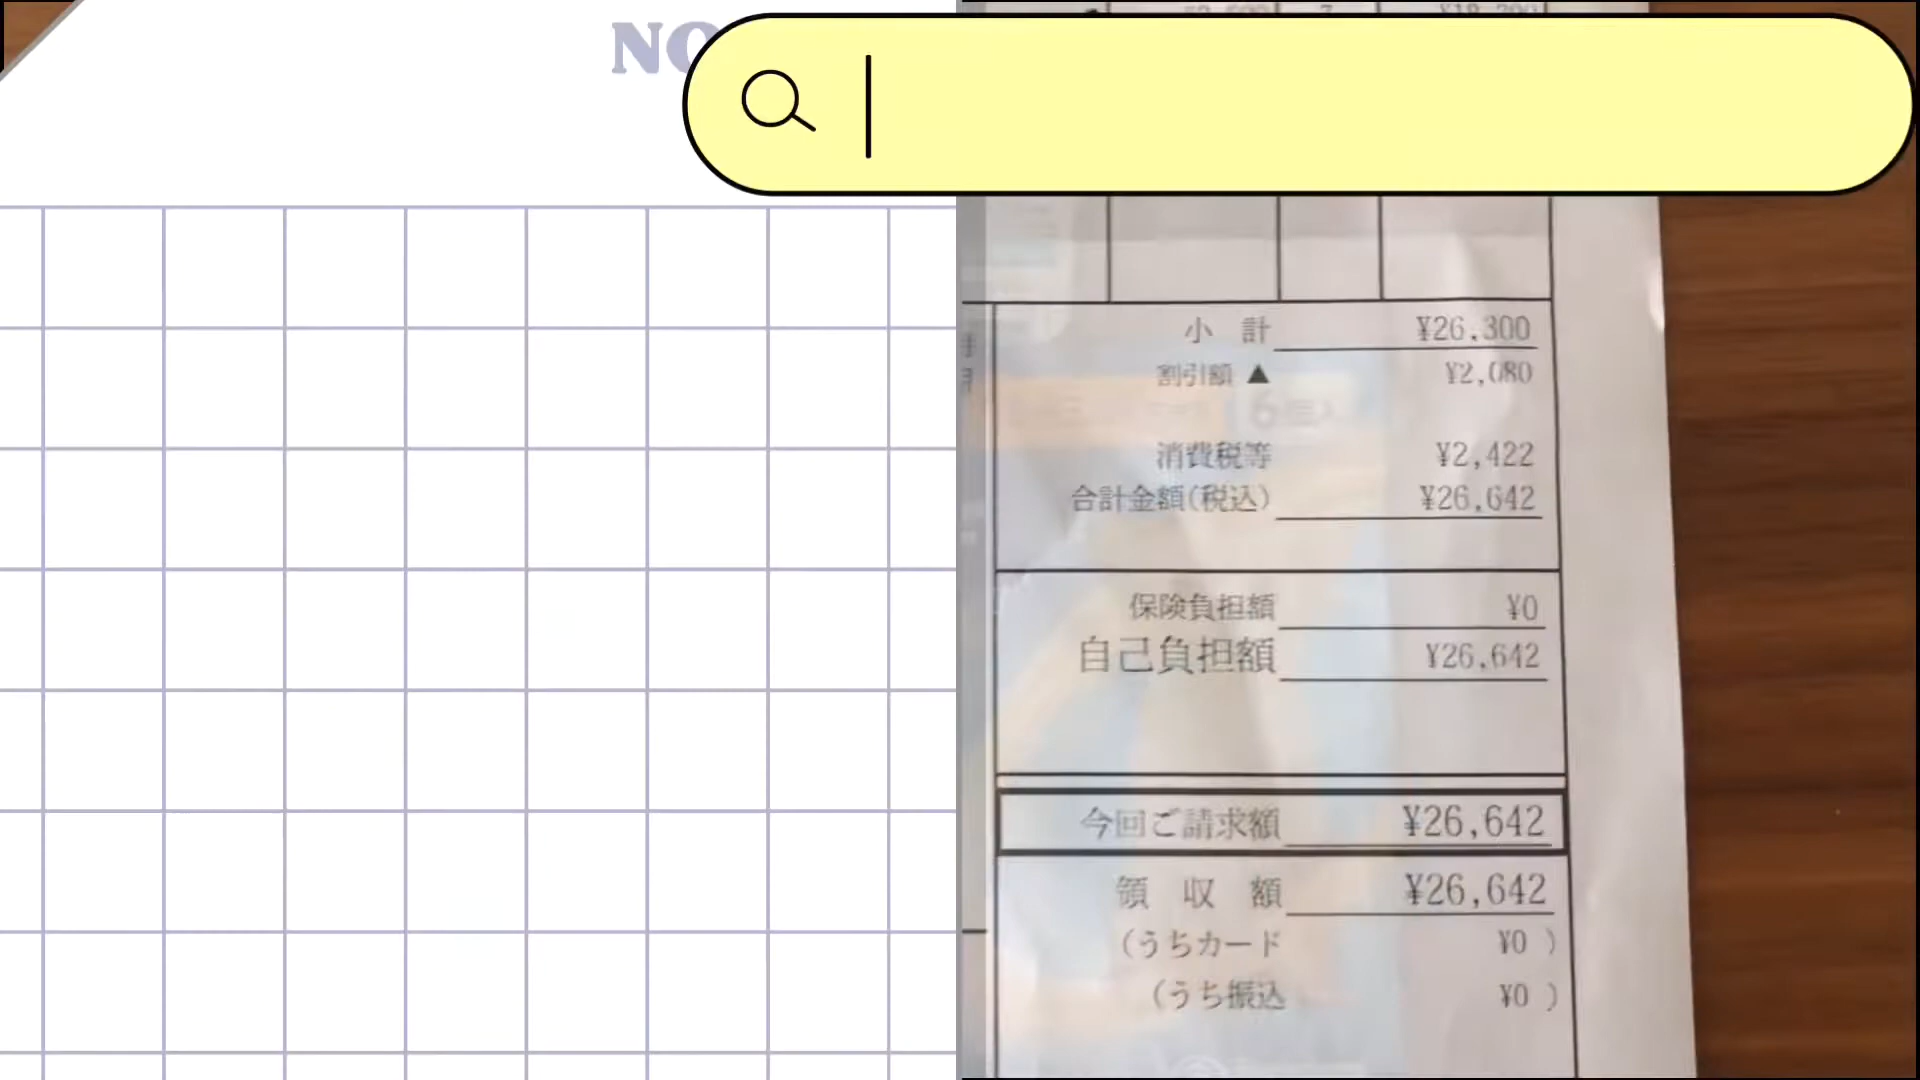 小 計 ¥26,300
割引額 ▲ ¥2,080
6個入
消費税等 ¥2,422
合計金額(税込) ¥26,642
保険負担額 ¥0
自己負担額 ¥26,642
今回ご請求額 ¥26,642
領 収 額 ¥26,642
(うちカード ¥0 )
(うち振込 ¥0 )